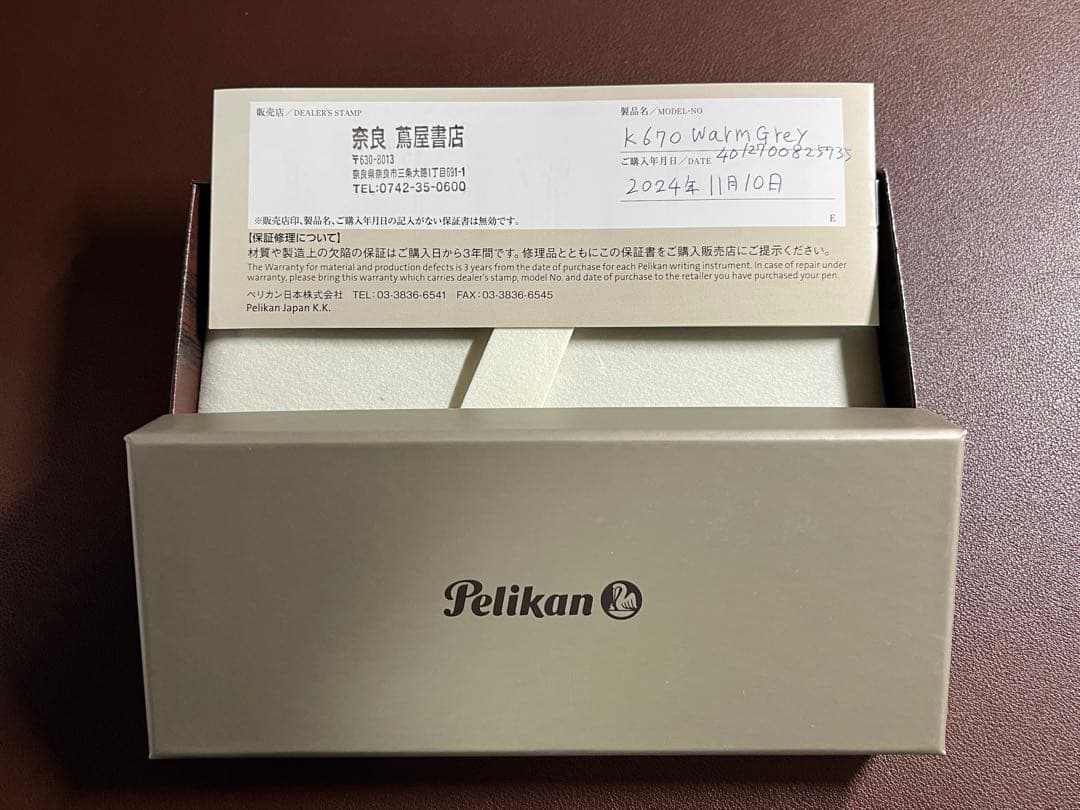 販売店／DEALER'S STAMP
奈良 蔦屋書店
〒630-8013
奈良県奈良市三条大路1丁目691-1
TEL:0742-35-0600
製品名／MODEL-NO
K670 Warm Grey
4012700825735
ご購入年月日／DATE
2024年11月10日
※販売店印、製品名、ご購入年月日の記入がない保証書は無効です。
E
【保証修理について】
材質や製造上の欠陥の保証はご購入日から3年間です。修理品とともにこの保証書をご購入販売店にご提示ください。
The Warranty for material and production defects is 3 years from the date of purchase for each Pelikan writing instrument. In case of repair under
warranty, please bring this warranty which carries dealer's stamp, model No. and date of purchase to the retailer you have purchased your pen.
ペリカン日本株式会社 TEL：03-3836-6541 FAX：03-3836-6545
Pelikan Japan K.K.
Pelikan